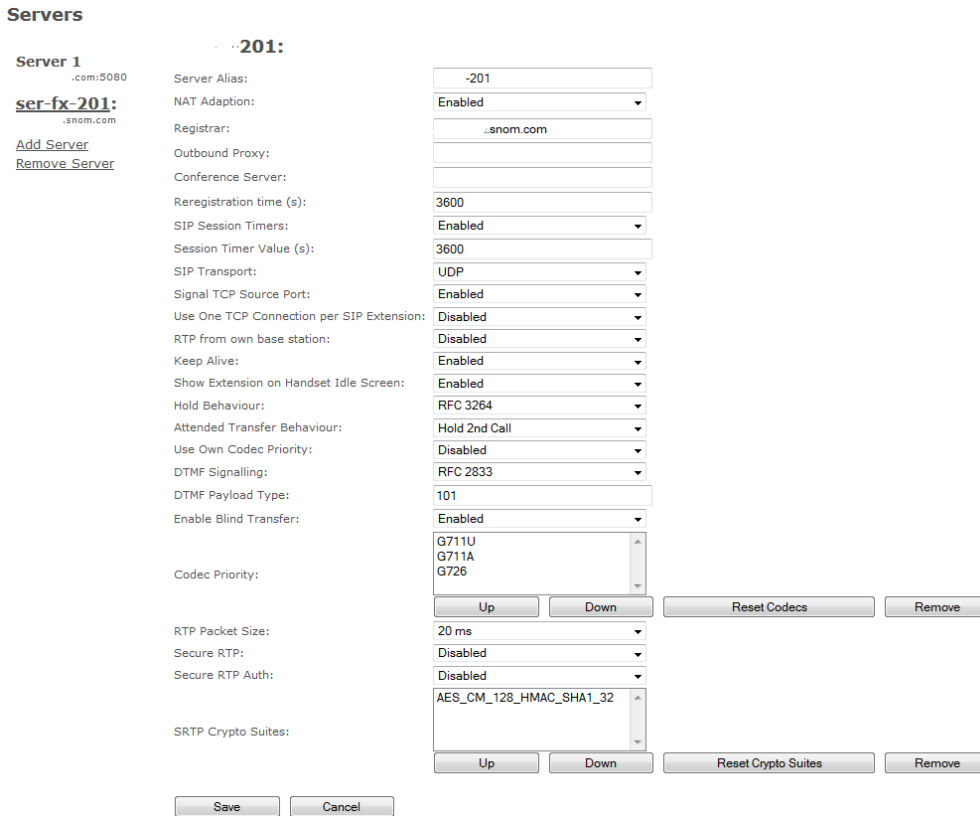 Servers
Server 1
.com:5080
ser-fx-201:
.snom.com
Add Server
Remove Server
201:
Server Alias: -201
NAT Adaption: Enabled
Registrar: .snom.com
Outbound Proxy:
Conference Server:
Reregistration time (s): 3600
SIP Session Timers: Enabled
Session Timer Value (s): 3600
SIP Transport: UDP
Signal TCP Source Port: Enabled
Use One TCP Connection per SIP Extension: Disabled
RTP from own base station: Disabled
Keep Alive: Enabled
Show Extension on Handset Idle Screen: Enabled
Hold Behaviour: RFC 3264
Attended Transfer Behaviour: Hold 2nd Call
Use Own Codec Priority: Disabled
DTMF Signalling: RFC 2833
DTMF Payload Type: 101
Enable Blind Transfer: Enabled
Codec Priority:
G711U
G711A
G726
Up Down Reset Codecs Remove
RTP Packet Size: 20 ms
Secure RTP: Disabled
Secure RTP Auth: Disabled
SRTP Crypto Suites:
AES_CM_128_HMAC_SHA1_32
Up Down Reset Crypto Suites Remove
Save Cancel